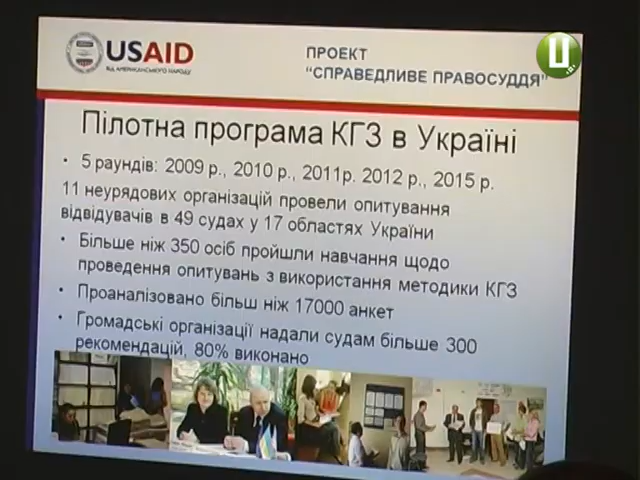 USAID
ВІД АМЕРИКАНСЬКОГО НАРОДУ
ПРОЕКТ
“СПРАВЕДЛИВЕ ПРАВОСУДДЯ”
Ц
Пілотна програма КГЗ в Україні
• 5 раундів: 2009 р., 2010 р., 2011р. 2012 р., 2015 р.
11 неурядових організацій провели опитування
відвідувачів в 49 судах у 17 областях України
• Більше ніж 350 осіб пройшли навчання щодо
проведення опитувань з використання методики КГЗ
• Проаналізовано більш ніж 17000 анкет
• Громадські організації надали судам більше 300
рекомендацій, 80% виконано